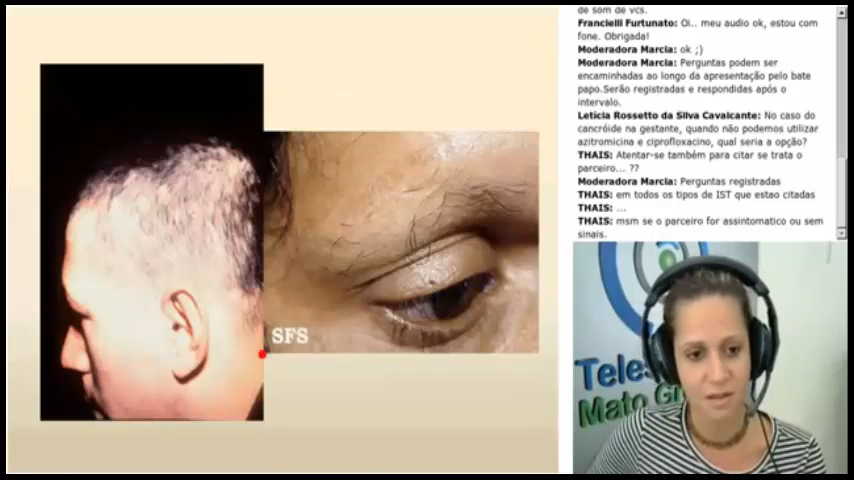 de som de vcs.
Francielli Furtunato: Oi.. meu audio ok, estou com
fone. Obrigada!
Moderadora Marcia: ok ;)
Moderadora Marcia: Perguntas podem ser
encaminhadas ao longo da apresentação pelo bate
papo.Serão registradas e respondidas após o
intervalo.
Letícia Rossetto da Silva Cavalcante: No caso do
cancróide na gestante, quando não podemos utilizar
azitromicina e ciprofloxacino, qual seria a opção?
THAIS: Atentar-se também para citar se trata o
parceiro... ??
Moderadora Marcia: Perguntas registradas
THAIS: em todos os tipos de IST que estao citadas
THAIS: ...
THAIS: msm se o parceiro for assintomatico ou sem
sinais.
SFS
Teles
Mato G